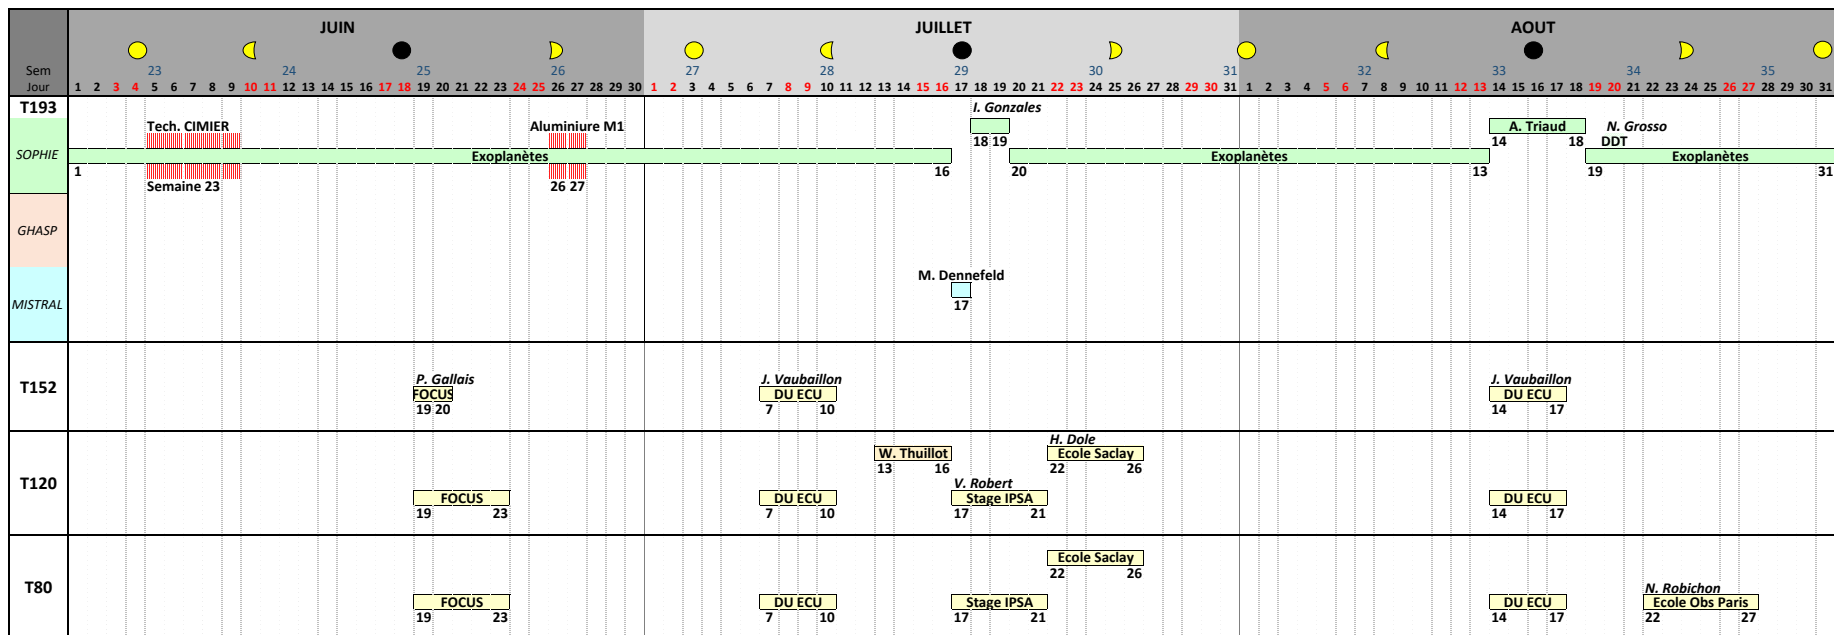 JUIN JUILLET AOUT
Sem 23 24 25 26 27 28 29 30 31 32 33 34 35
Jour 1 2 3 4 5 6 7 8 9 10 11 12 13 14 15 16 17 18 19 20 21 22 23 24 25 26 27 28 29 30 1 2 3 4 5 6 7 8 9 10 11 12 13 14 15 16 17 18 19 20 21 22 23 24 25 26 27 28 29 30 31 1 2 3 4 5 6 7 8 9 10 11 12 13 14 15 16 17 18 19 20 21 22 23 24 25 26 27 28 29 30 31
T193 I. Gonzales
Tech. CIMIER Aluminiure M1 A. Triaud N. Grosso
18 19 14 18 DDT
SOPHIE Exoplanètes Exoplanètes Exoplanètes
1 16 20 13 19 31
Semaine 23 26 27
GHASP
M. Dennefeld
MISTRAL
17
P. Gallais J. Vaubaillon J. Vaubaillon
T152 FOCUS DU ECU DU ECU
19 20 7 10 14 17
H. Dole
W. Thuillot Ecole Saclay
13 16 22 26
T120 V. Robert
FOCUS DU ECU Stage IPSA DU ECU
19 23 7 10 17 21 14 17
Ecole Saclay
22 26
T80 N. Robichon
FOCUS DU ECU Stage IPSA DU ECU Ecole Obs Paris
19 23 7 10 17 21 14 17 22 27